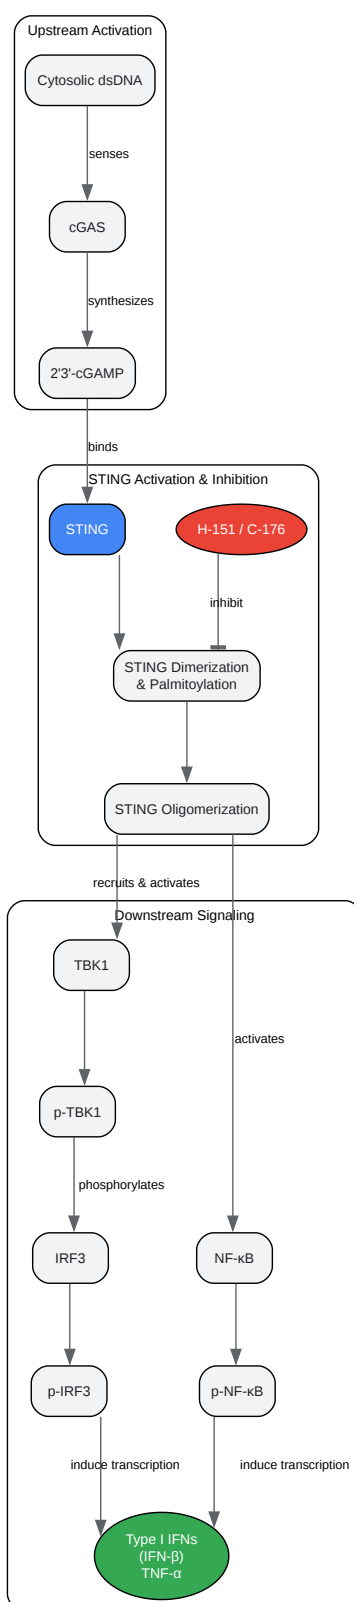 Upstream Activation
Cytosolic dsDNA
senses
cGAS
synthesizes
2'3'-cGAMP
binds
STING Activation & Inhibition
STING
H-151 / C-176
inhibit
STING Dimerization
& Palmitoylation
STING Oligomerization
recruits & activates
Downstream Signaling
TBK1
activates
p-TBK1
phosphorylates
IRF3
NF-κB
p-IRF3
p-NF-κB
induce transcription
induce transcription
Type I IFNs
(IFN-β)
TNF-α